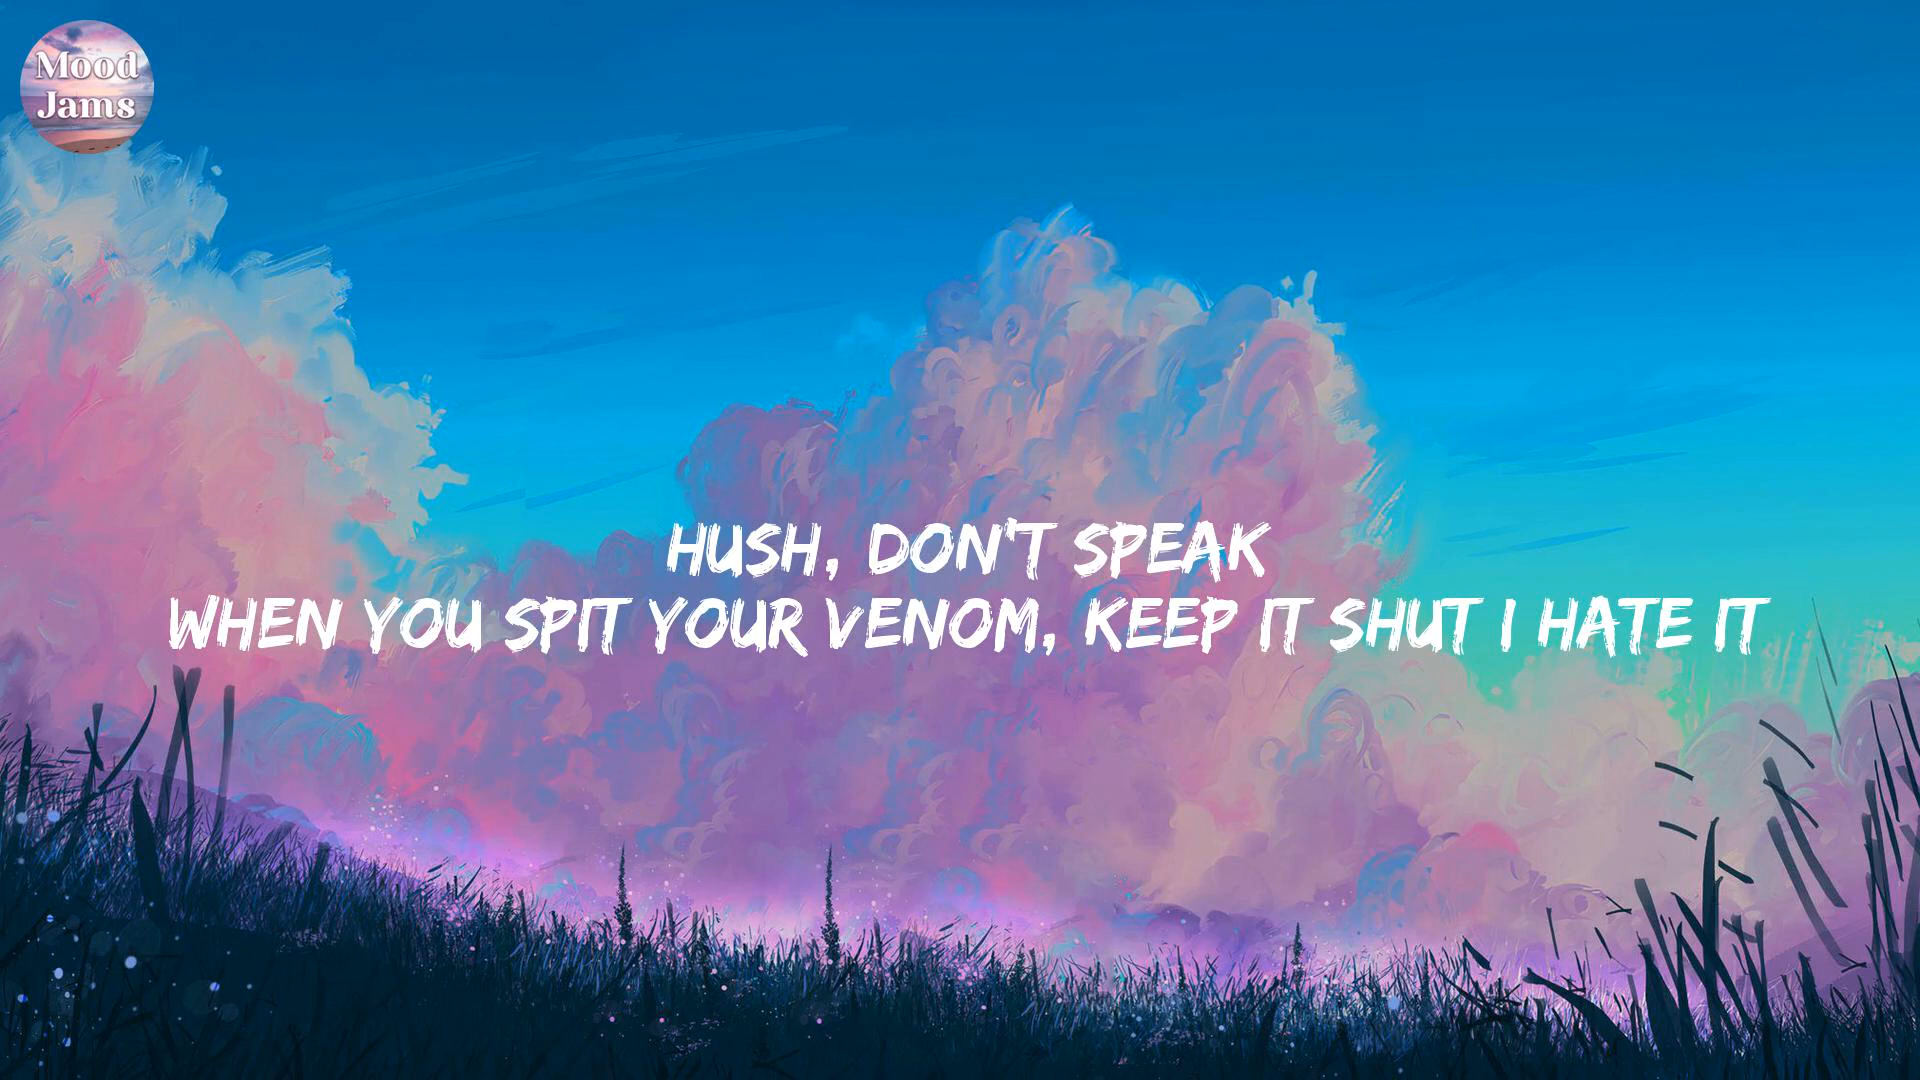 Mood
Jams
HUSH, DON'T SPEAK
WHEN YOU SPIT YOUR VENOM, KEEP IT SHUT I HATE IT